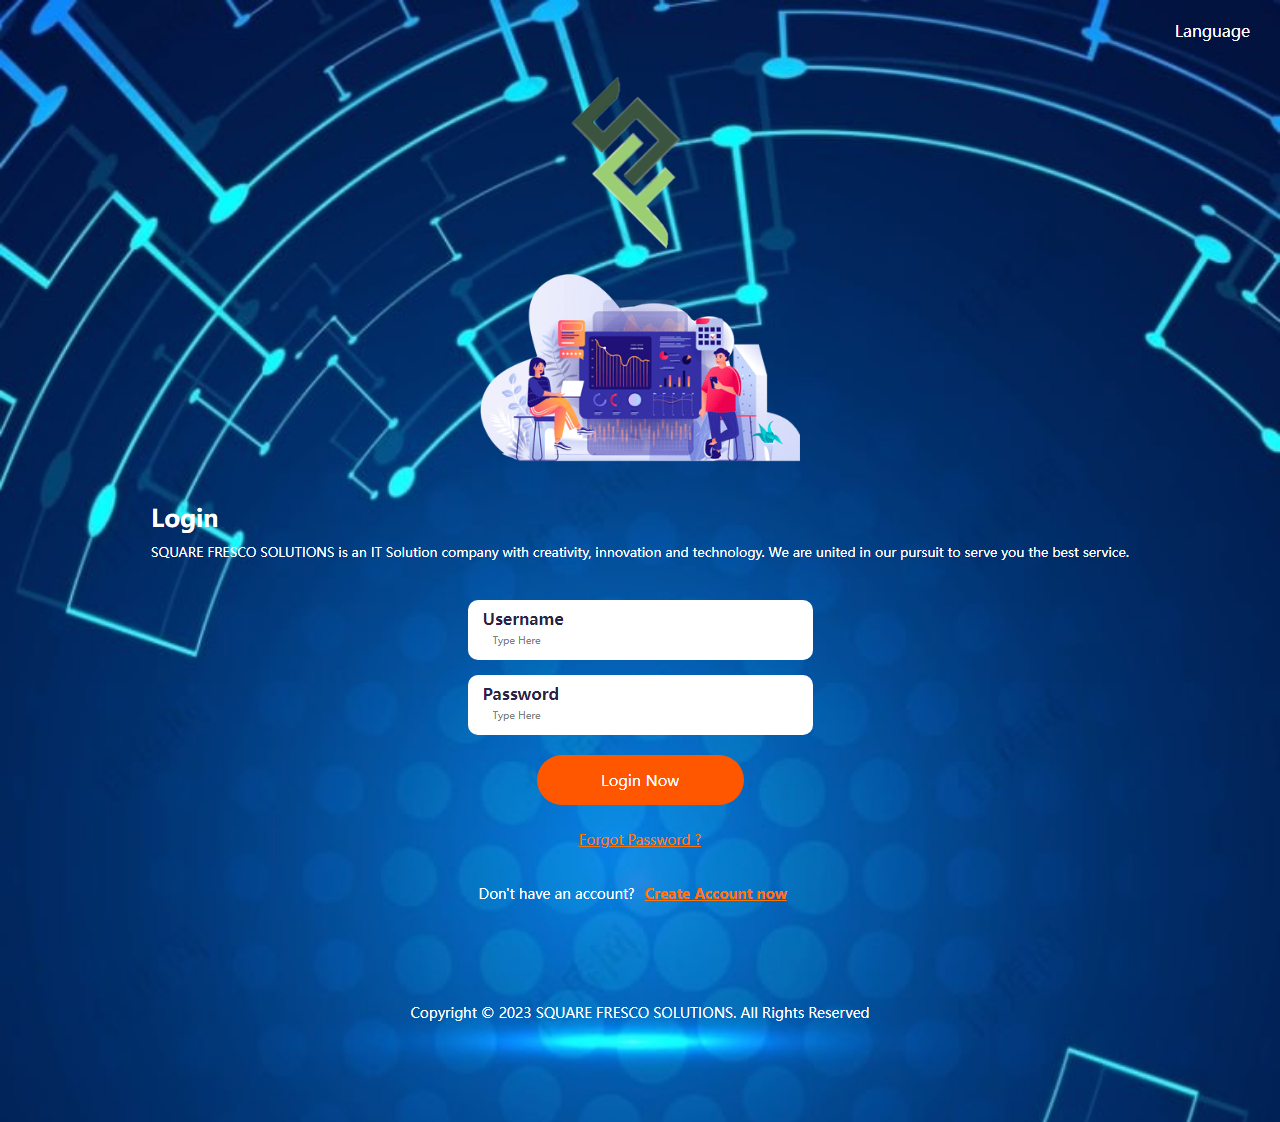 Language
Login
SQUARE FRESCO SOLUTIONS is an IT Solution company with creativity, innovation and technology. We are united in our pursuit to serve you the best service.
Username
Type Here
Password
Type Here
Login Now
Forgot Password ?
Don't have an account? Create Account now
Copyright © 2023 SQUARE FRESCO SOLUTIONS. All Rights Reserved